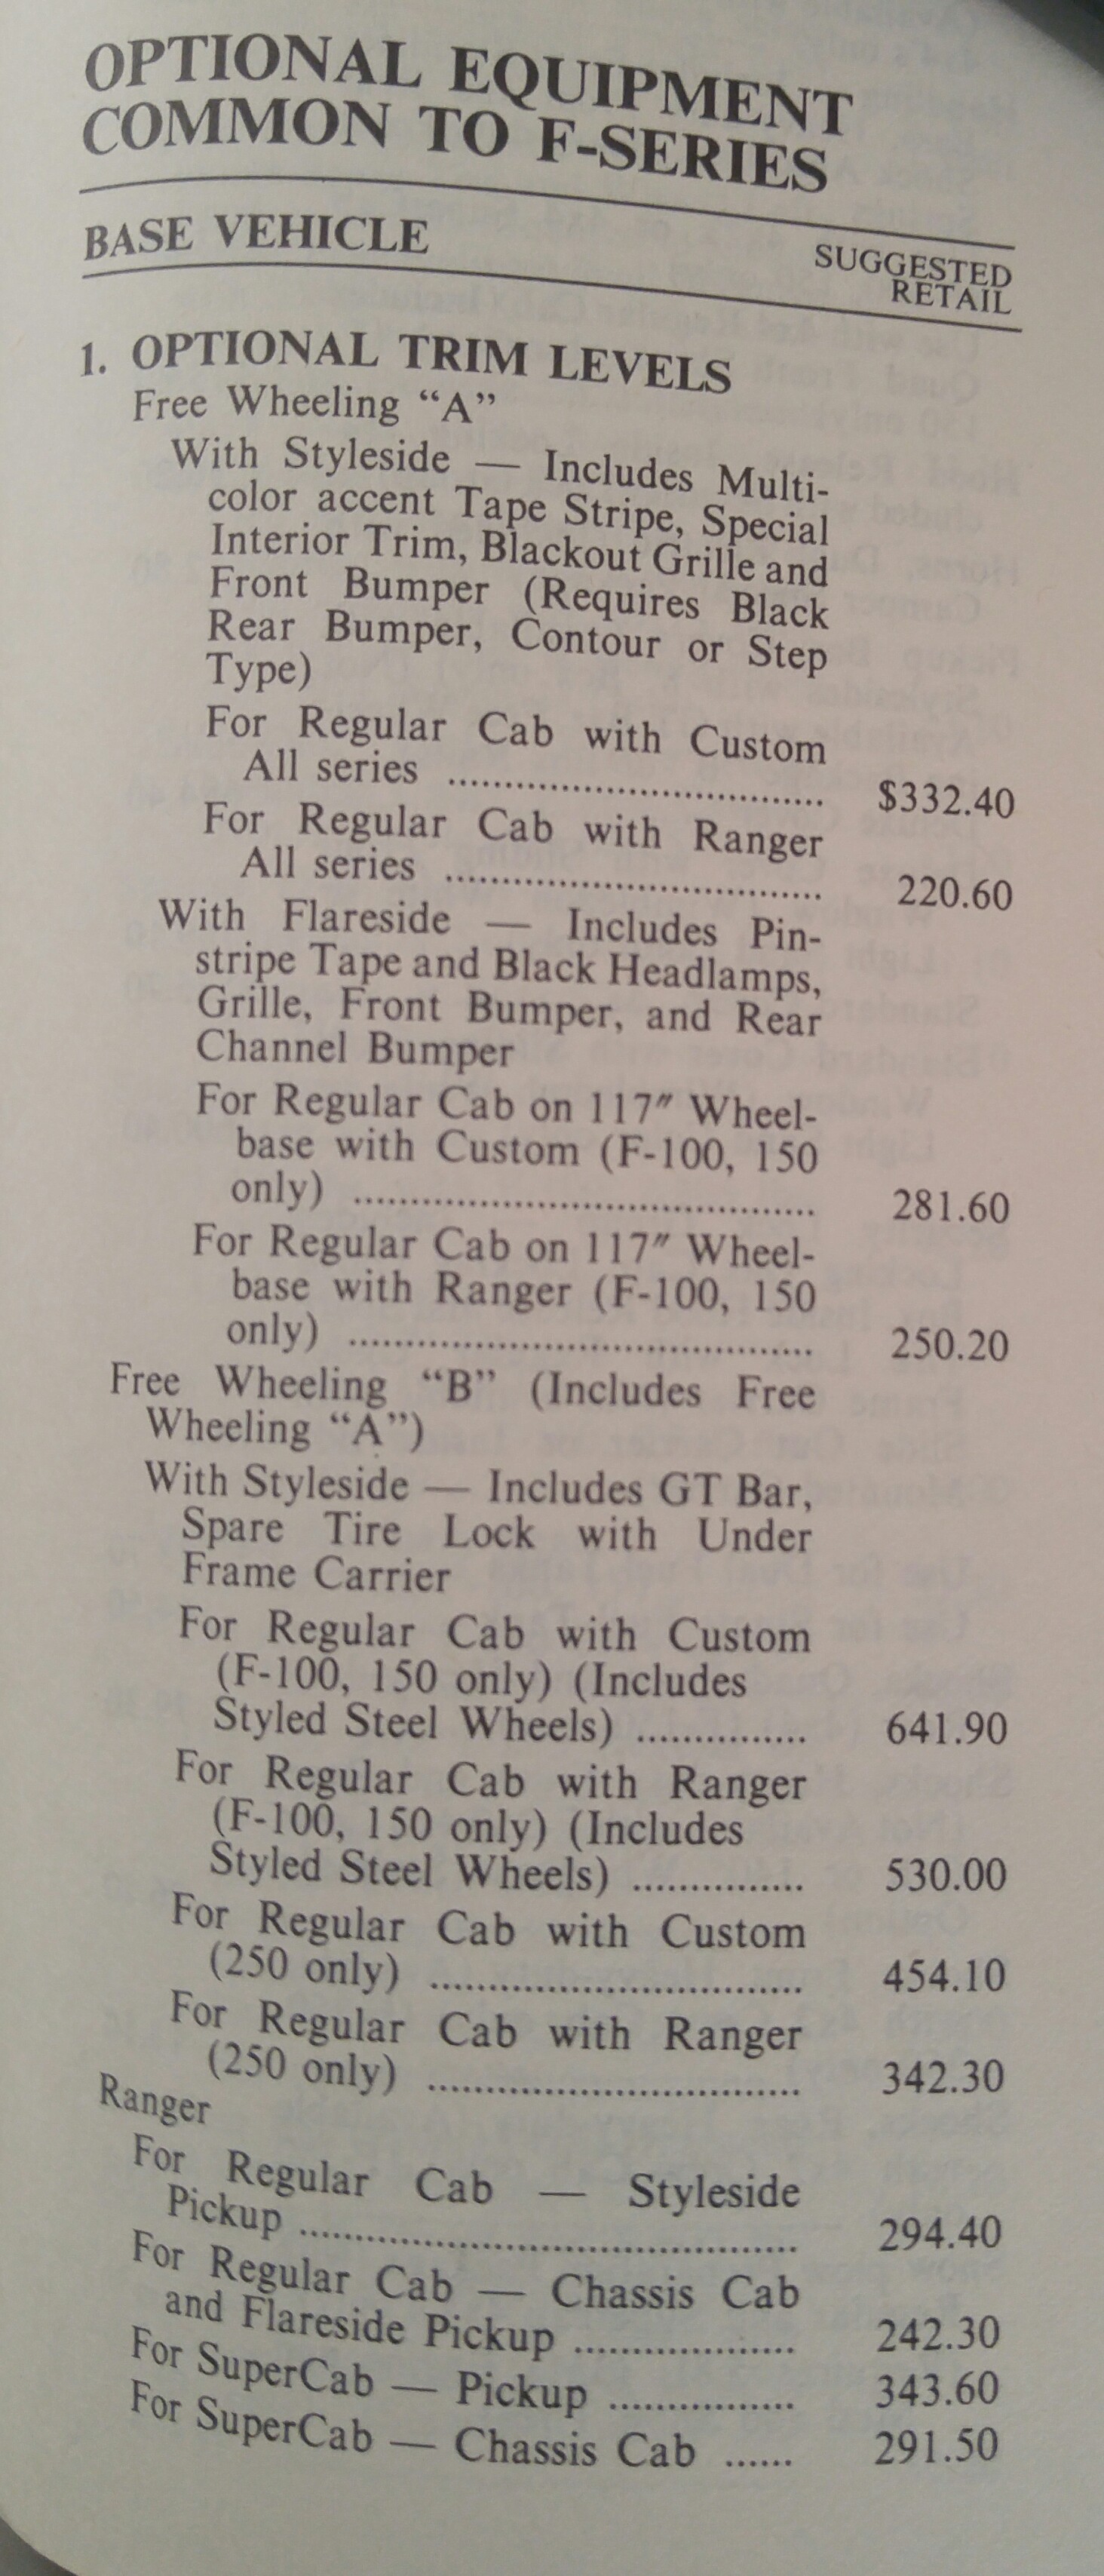 OPTIONAL EQUIPMENT
COMMON TO F-SERIES
BASE VEHICLE
SUGGESTED
RETAIL
1. OPTIONAL TRIM LEVELS
Free Wheeling “A”
With Styleside — Includes Multi-
color accent Tape Stripe, Special
Interior Trim, Blackout Grille and
Front Bumper (Requires Black
Rear Bumper, Contour or Step
Type)
For Regular Cab with Custom
All series ........................................ $332.40
For Regular Cab with Ranger
All series ........................................ 220.60
With Flareside — Includes Pin-
stripe Tape and Black Headlamps,
Grille, Front Bumper, and Rear
Channel Bumper
For Regular Cab on 117″ Wheel-
base with Custom (F-100, 150
only) ................................................ 281.60
For Regular Cab on 117″ Wheel-
base with Ranger (F-100, 150
only) ................................................ 250.20
Free Wheeling “B” (Includes Free
Wheeling “A”)
With Styleside — Includes GT Bar,
Spare Tire Lock with Under
Frame Carrier
For Regular Cab with Custom
(F-100, 150 only) (Includes
Styled Steel Wheels) ................ 641.90
For Regular Cab with Ranger
(F-100, 150 only) (Includes
Styled Steel Wheels) ................ 530.00
For Regular Cab with Custom
(250 only) ...................................... 454.10
For Regular Cab with Ranger
(250 only) ...................................... 342.30
Ranger
For Regular Cab — Styleside
Pickup .................................................... 294.40
For Regular Cab — Chassis Cab
and Flareside Pickup ...................... 242.30
For SuperCab — Pickup .................. 343.60
For SuperCab — Chassis Cab ...... 291.50